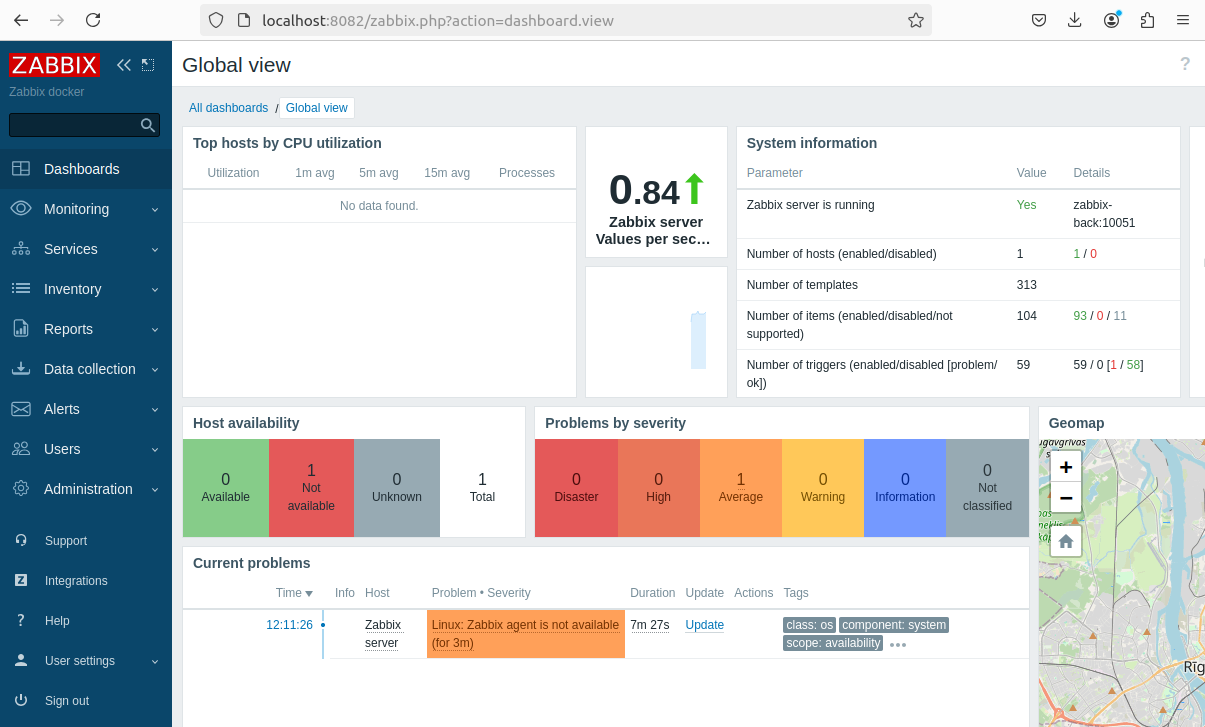 localhost:8082/zabbix.php?action=dashboard.view
ZABBIX
Zabbix docker
Dashboards
Monitoring
Services
Inventory
Reports
Data collection
Alerts
Users
Administration
Support
Integrations
Help
User settings
Sign out
Global view
?
All dashboards / Global view
Top hosts by CPU utilization
Utilization 1m avg 5m avg 15m avg Processes
No data found.
0.84
Zabbix server
Values per sec…
System information
Parameter Value Details
Zabbix server is running Yes zabbix-
back:10051
Number of hosts (enabled/disabled) 1 1 / 0
Number of templates 313
Number of items (enabled/disabled/not 104 93 / 0 / 11
supported)
Number of triggers (enabled/disabled [problem/ 59 59 / 0 [1 / 58]
ok])
Host availability
0 Available
1 Not
available
0 Unknown
1 Total
Problems by severity
0 Disaster
0 High
1 Average
0 Warning
0 Information
0 Not
classified
Geomap
+
−
Rīg
Current problems
Time Info Host Problem • Severity Duration Update Actions Tags
12:11:26 Zabbix Linux: Zabbix agent is not available 7m 27s Update class: os component: system
server (for 3m) scope: availability •••